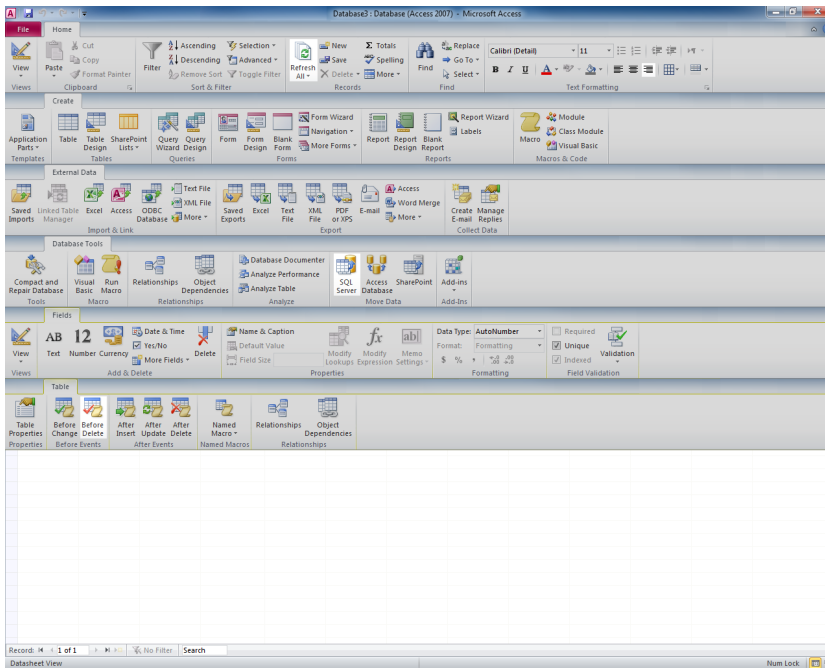 Database3 : Database (Access 2007) - Microsoft Access
File Home
View
Views
Paste
Cut
Copy
Format Painter
Clipboard
Filter
Ascending
Descending
Remove Sort
Selection
Advanced
Toggle Filter
Sort & Filter
Refresh All
New
Save
Delete
Totals
Spelling
More
Records
Find
Replace
Go To
Select
Find
Calibri (Detail) 11
B I U A
Text Formatting
Create
Application Parts
Templates
Table
Table Design
SharePoint Lists
Tables
Query Wizard
Query Design
Queries
Form
Form Design
Blank Form
Form Wizard
Navigation
More Forms
Forms
Report
Report Design
Blank Report
Report Wizard
Labels
Reports
Macro
Module
Class Module
Visual Basic
Macros & Code
External Data
Saved Imports
Linked Table Manager
Excel
Access
ODBC Database
Text File
XML File
More
Import & Link
Saved Exports
Excel
Text File
XML File
PDF or XPS
E-mail
Access
Word Merge
More
Export
Create E-mail
Manage Replies
Collect Data
Database Tools
Compact and Repair Database
Tools
Visual Basic
Run Macro
Macro
Relationships
Object Dependencies
Relationships
Database Documenter
Analyze Performance
Analyze Table
Analyze
SQL Server
Access Database
SharePoint
Move Data
Add-ins
Add-Ins
Fields
View
Views
AB
Text
12
Number
Currency
Date & Time
Yes/No
More Fields
Delete
Add & Delete
Name & Caption
Default Value
Field Size
Modify Lookups
fx
Modify Expression
ab
Memo Settings
Properties
Data Type: AutoNumber
Format: Formatting
$ % ,
Formatting
Required
Unique
Indexed
Validation
Field Validation
Table
Table Properties
Properties
Before Change
Before Delete
Before Events
After Insert
After Update
After Delete
After Events
Named Macro
Named Macros
Relationships
Object Dependencies
Relationships
Record: 1 of 1 No Filter Search
Datasheet View Num Lock